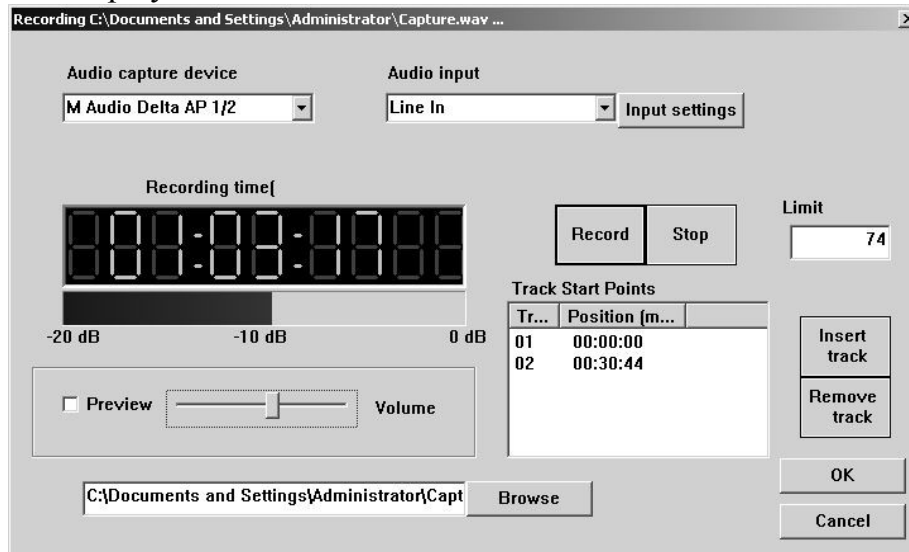 Recording C:\Documents and Settings\Administrator\Capture.wav ...
Audio capture device
Audio input
M Audio Delta AP 1/2
Line In
Input settings
Recording time(
01:03:17
Record
Stop
Limit
74
-20 dB
-10 dB
0 dB
Track Start Points
Tr...
Position (m...
01 00:00:00
02 00:30:44
Insert
track
Remove
track
Preview
Volume
C:\Documents and Settings\Administrator\Capt
Browse
OK
Cancel